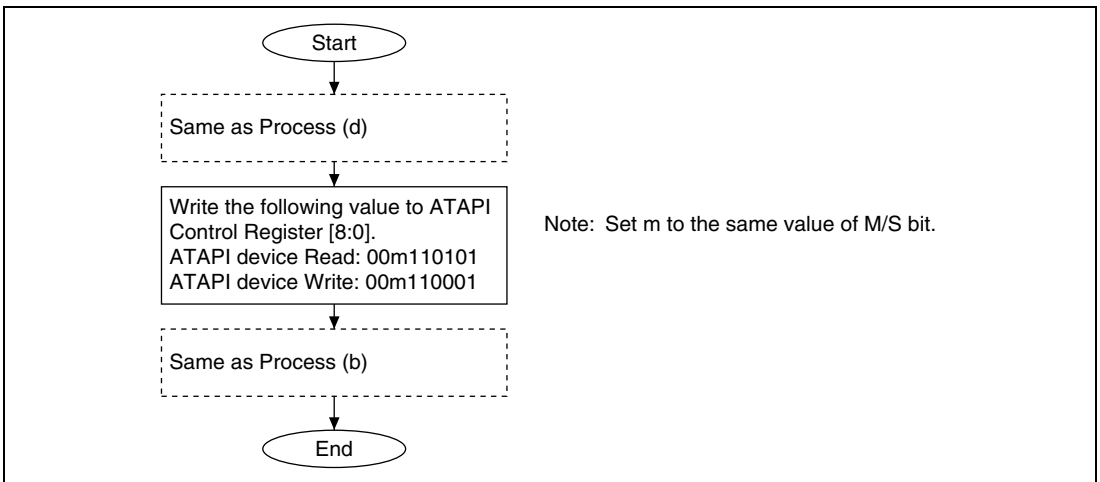 Start
Same as Process (d)
Write the following value to ATAPI
Control Register [8:0].
ATAPI device Read: 00m110101
ATAPI device Write: 00m110001
Note: Set m to the same value of M/S bit.
Same as Process (b)
End